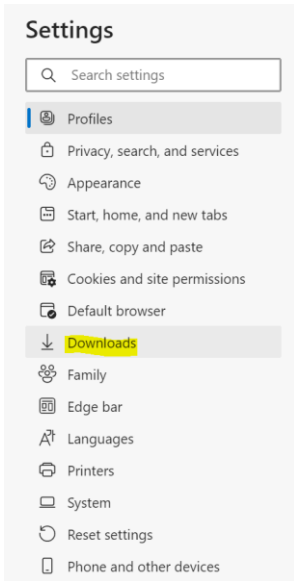 Settings
Search settings
Profiles
Privacy, search, and services
Appearance
Start, home, and new tabs
Share, copy and paste
Cookies and site permissions
Default browser
Downloads
Family
Edge bar
Languages
Printers
System
Reset settings
Phone and other devices